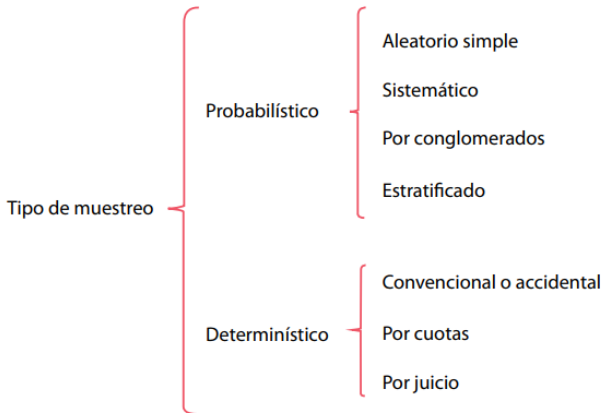 Tipo de muestreo
Probabilístico
Aleatorio simple
Sistemático
Por conglomerados
Estratificado
Determinístico
Convencional o accidental
Por cuotas
Por juicio